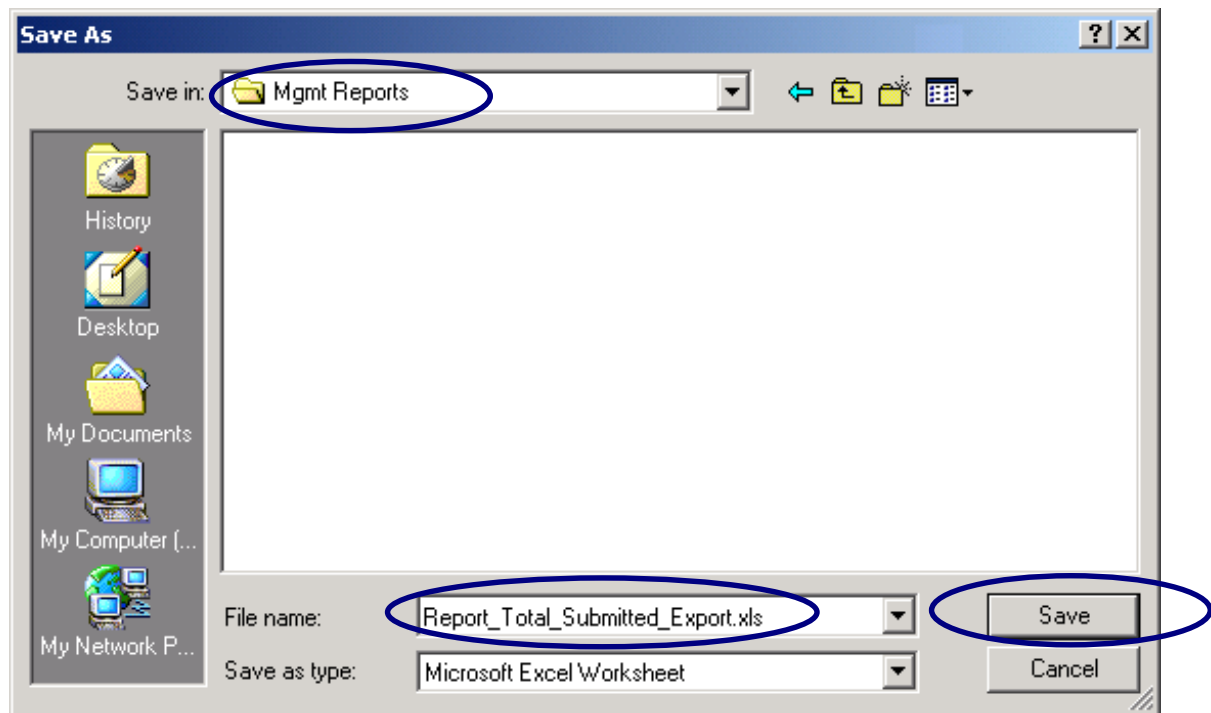 Save As
Save in: Mgmt Reports
History
Desktop
My Documents
My Computer (...
My Network P...
File name: Report_Total_Submitted_Export.xls Save
Save as type: Microsoft Excel Worksheet Cancel